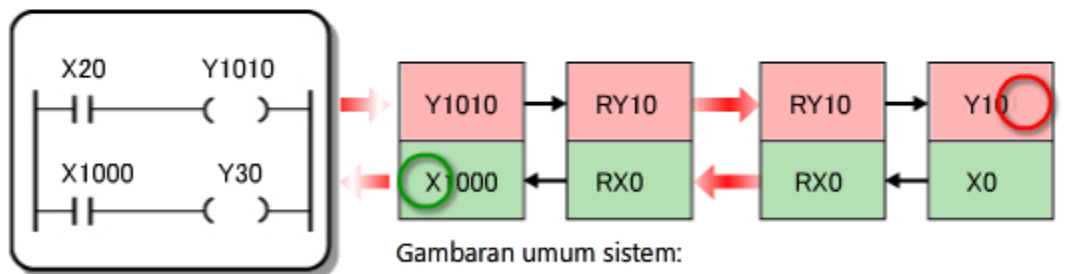 X20 Y1010
X1000 Y30
Y1010 RY10 RY10 Y10
X1000 RX0 RX0 X0
Gambaran umum sistem: